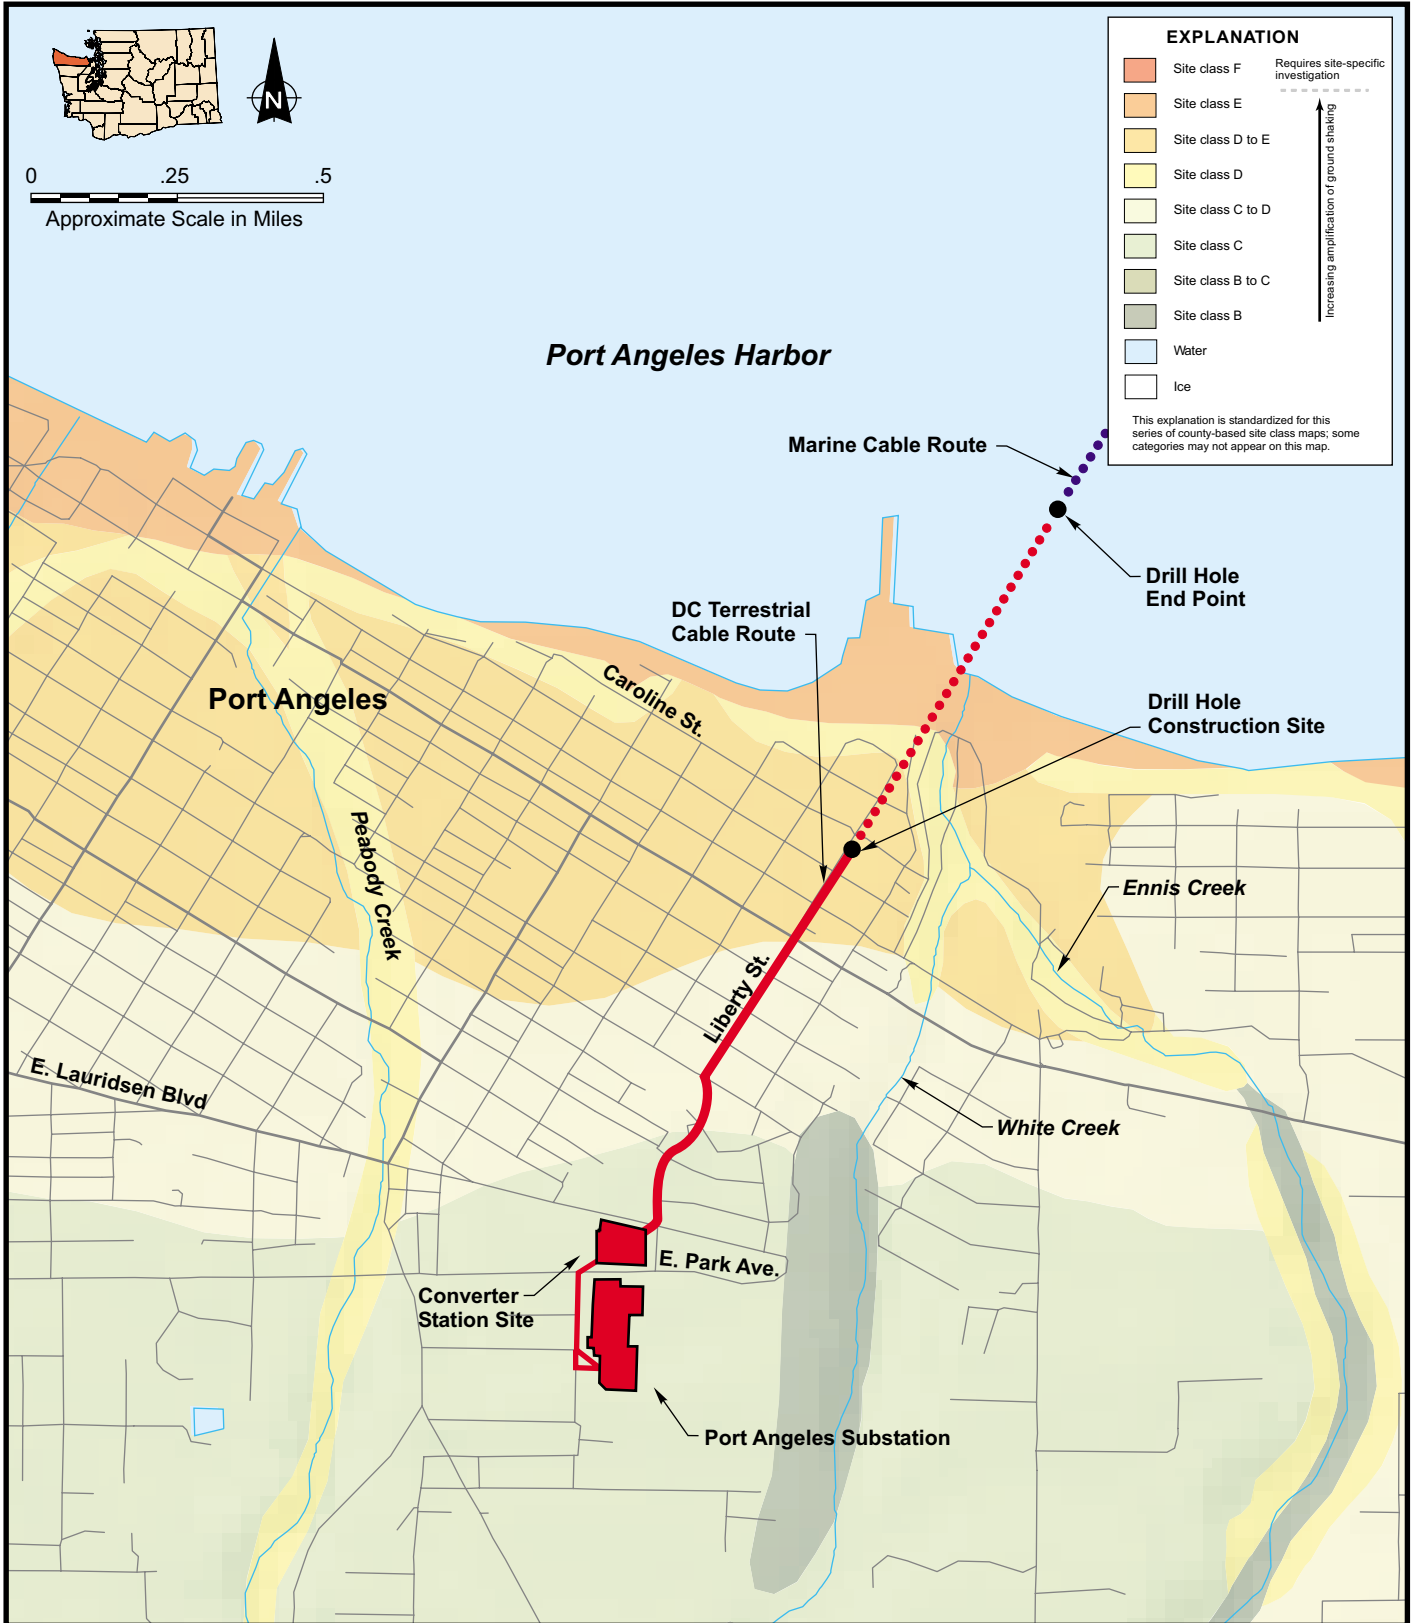 N
0 .25 .5
Approximate Scale in Miles
EXPLANATION
Site class F
Requires site-specific
investigation
Site class E
Site class D to E
Site class D
Site class C to D
Site class C
Site class B to C
Site class B
Water
Ice
Increasing amplification of ground shaking
This explanation is standardized for this
series of county-based site class maps; some
categories may not appear on this map.
Port Angeles Harbor
Marine Cable Route
Drill Hole
End Point
DC Terrestrial
Cable Route
Caroline St.
Port Angeles
Drill Hole
Construction Site
Peabody Creek
Ennis Creek
Liberty St.
E. Lauridsen Blvd
White Creek
E. Park Ave.
Converter
Station Site
Port Angeles Substation